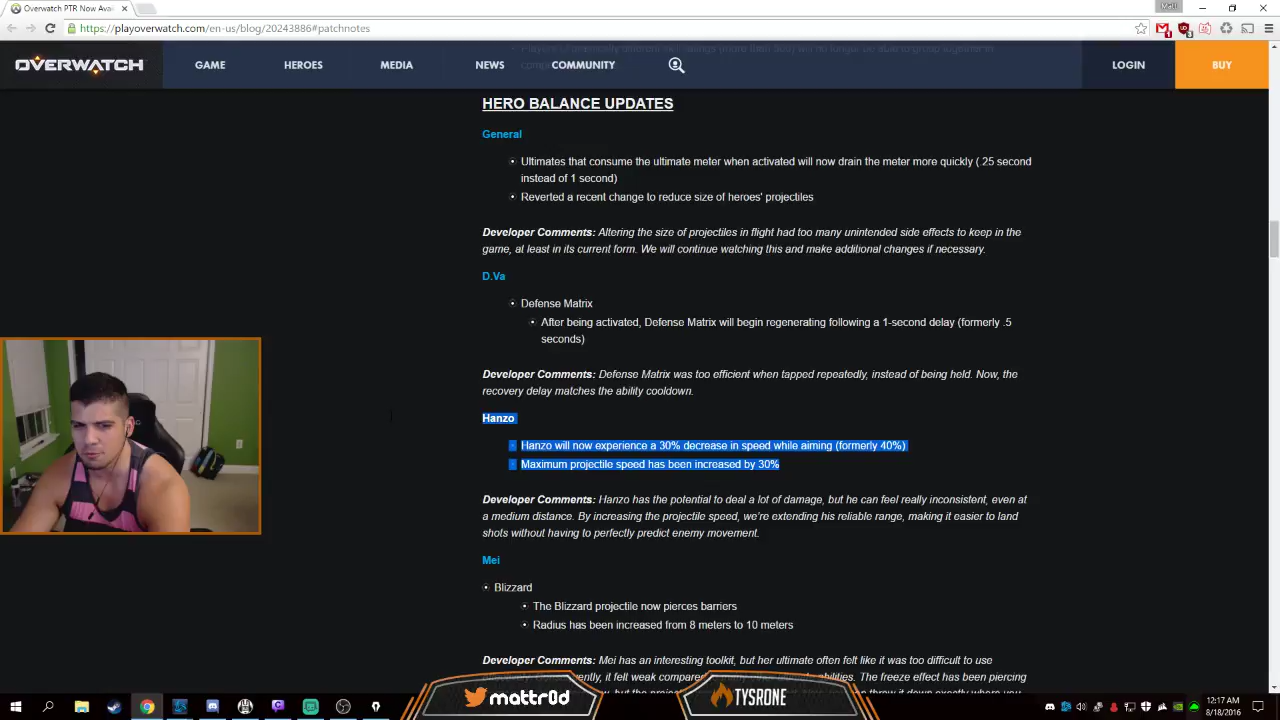 Overwatch PTR Now Avai
Matt
https://playoverwatch.com/en-us/blog/20243886#patchnotes
OVERWATCH
GAME
HEROES
MEDIA
NEWS
COMMUNITY
LOGIN
BUY
HERO BALANCE UPDATES
General
Ultimates that consume the ultimate meter when activated will now drain the meter more quickly (.25 second
instead of 1 second)
Reverted a recent change to reduce size of heroes' projectiles
Developer Comments: Altering the size of projectiles in flight had too many unintended side effects to keep in the
game, at least in its current form. We will continue watching this and make additional changes if necessary.
D.Va
Defense Matrix
After being activated, Defense Matrix will begin regenerating following a 1-second delay (formerly .5
seconds)
Developer Comments: Defense Matrix was too efficient when tapped repeatedly, instead of being held. Now, the
recovery delay matches the ability cooldown.
Hanzo
Hanzo will now experience a 30% decrease in speed while aiming (formerly 40%)
Maximum projectile speed has been increased by 30%
Developer Comments: Hanzo has the potential to deal a lot of damage, but he can feel really inconsistent, even at
a medium distance. By increasing the projectile speed, we're extending his reliable range, making it easier to land
shots without having to perfectly predict enemy movement.
Mei
Blizzard
The Blizzard projectile now pierces barriers
Radius has been increased from 8 meters to 10 meters
Developer Comments: Mei has an interesting toolkit, but her ultimate often felt like it was too difficult to use
it felt weak compare
abilities. The freeze effect has been piercing
mattr0d
TYSRONE
12:17 AM
8/18/2016